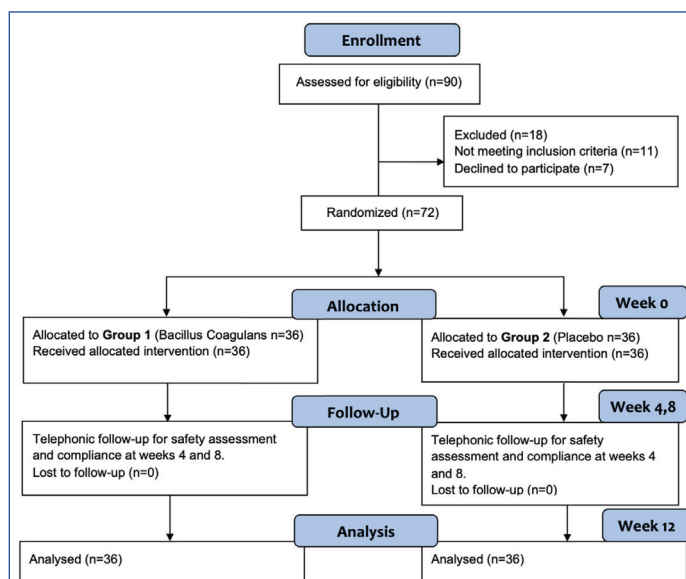 Enrollment
Assessed for eligibility (n=90)
Excluded (n=18)
Not meeting inclusion criteria (n=11)
Declined to participate (n=7)
Randomized (n=72)
Allocation
Week 0
Allocated to Group 1 (Bacillus Coagulans n=36)
Received allocated intervention (n=36)
Allocated to Group 2 (Placebo n=36)
Received allocated intervention (n=36)
Follow-Up
Week 4,8
Telephonic follow-up for safety assessment
and compliance at weeks 4 and 8.
Lost to follow-up (n=0)
Telephonic follow-up for safety
assessment and compliance at weeks 4
and 8.
Lost to follow-up (n=0)
Analysis
Week 12
Analysed (n=36)
Analysed (n=36)